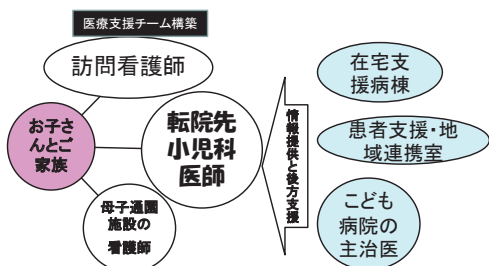 医療支援チーム構築
訪問看護師
お子さ
んとご
家族
転院先
小児科
医師
母子通園
施設の
看護師
情報提供と後方支援
在宅支
援病棟
患者支援・地
域連携室
こども
病院の
主治医